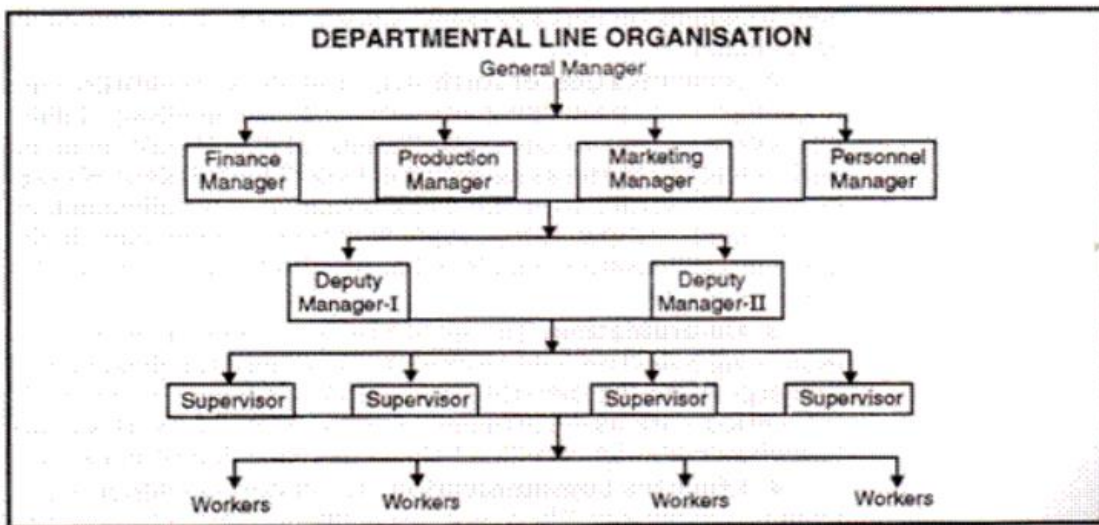 DEPARTMENTAL LINE ORGANISATION
General Manager
Finance Manager
Production Manager
Marketing Manager
Personnel Manager
Deputy Manager-I
Deputy Manager-II
Supervisor
Supervisor
Supervisor
Supervisor
Workers
Workers
Workers
Workers